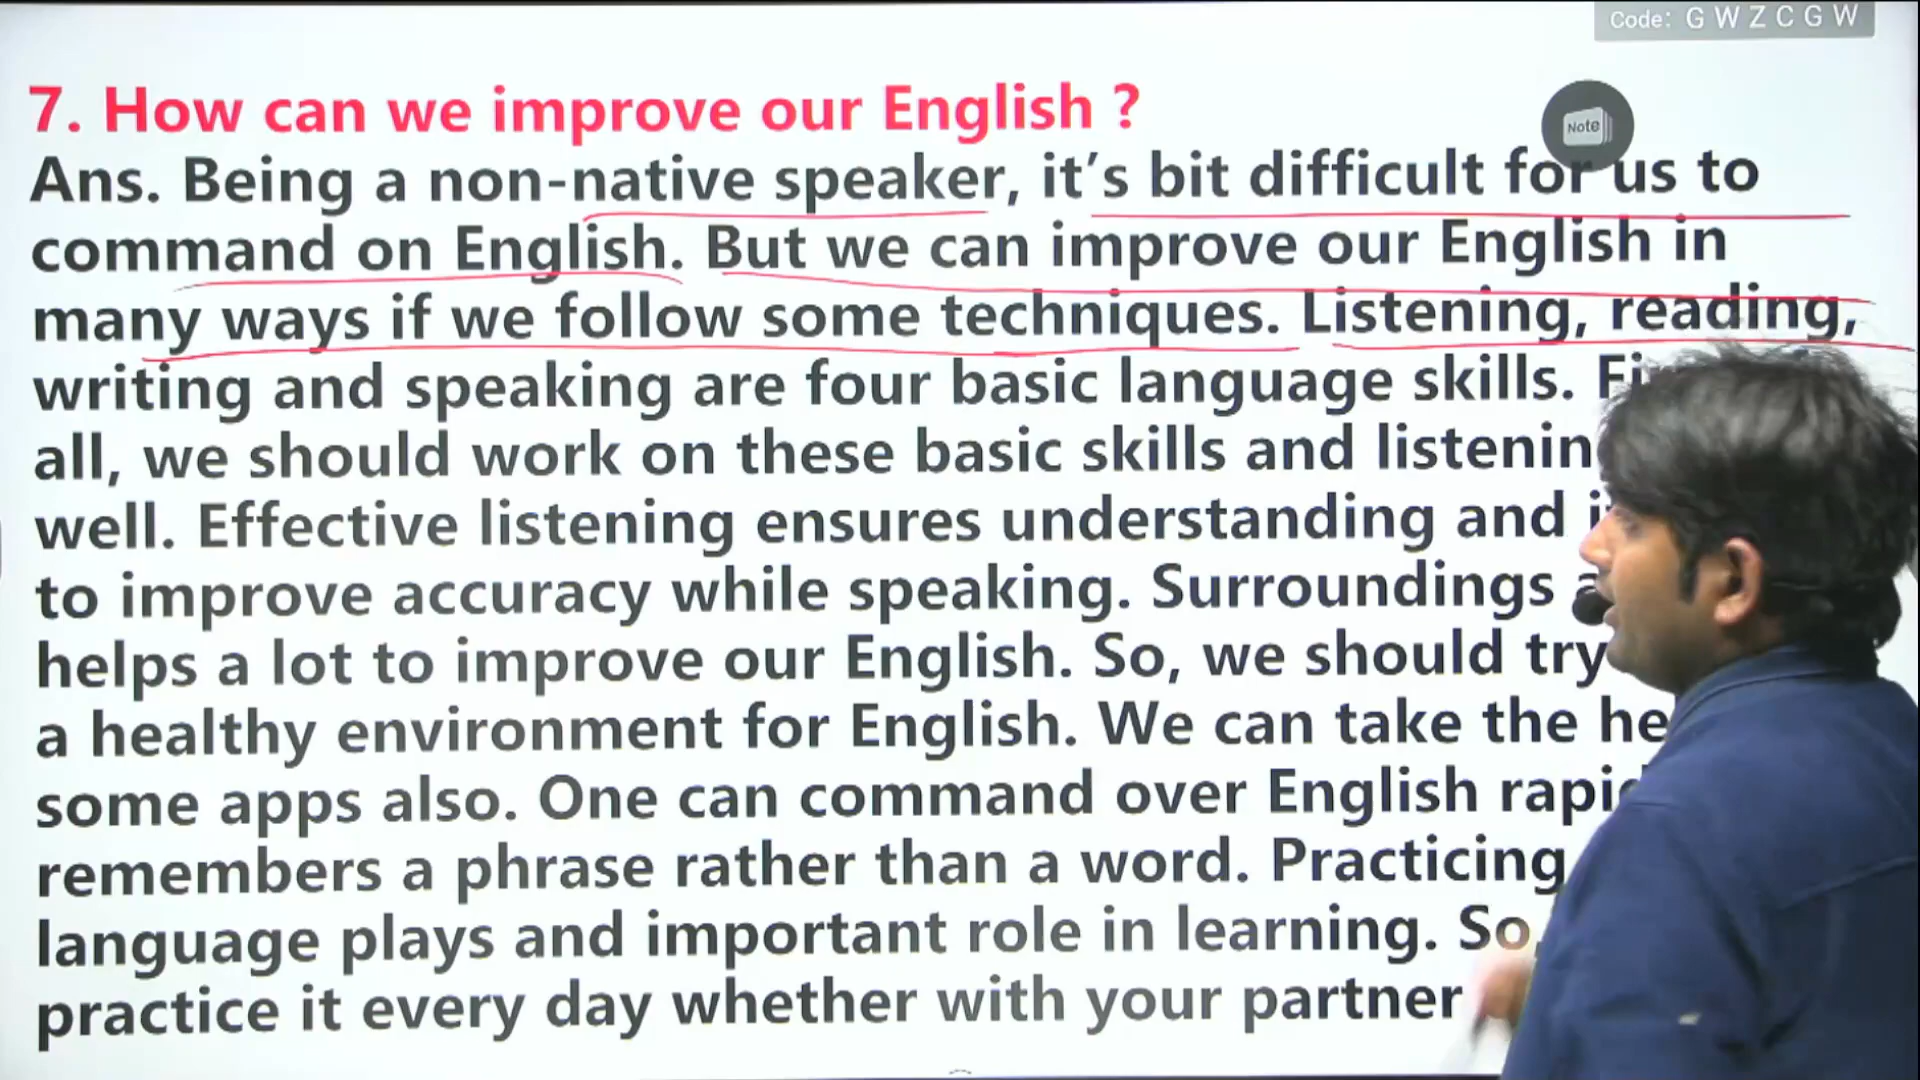 Code: G W Z C G W
7. How can we improve our English ?
Note
Ans. Being a non-native speaker, it's bit difficult for us to
command on English. But we can improve our English in
many ways if we follow some techniques. Listening, reading,
writing and speaking are four basic language skills.
all, we should work on these basic skills and
well. Effective listening ensures understanding and
to improve accuracy while speaking. Surroundings
helps a lot to improve our English. So, we should try
a healthy environment for English. We can take the
some apps also. One can command over English
remembers a phrase rather than a word. Practicing
language plays and important role in learning. So
practice it every day whether with your partner